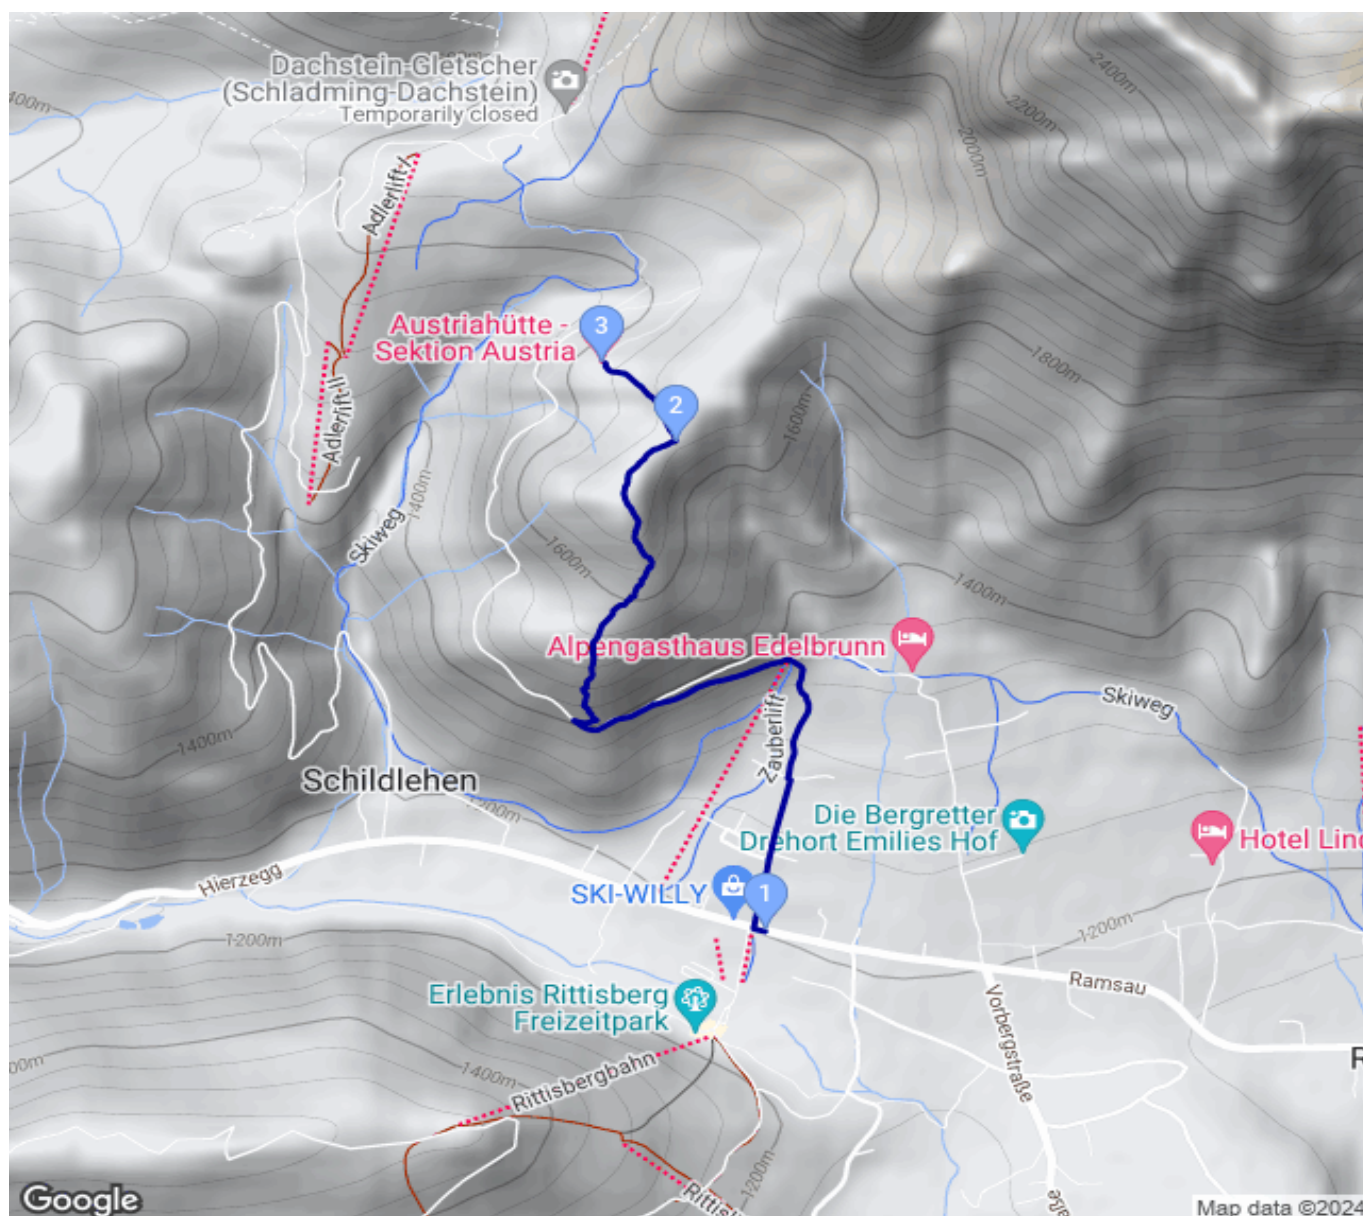 2400m
400m
Dachstein-Gletscher
(Schladming-Dachstein)
Temporarily closed
2200m
2000m
Adlerlift I
Austriahütte -
Sektion Austria
3
1800m
2
Adlerlift II
1600m
1400m
Skiweg
1600m
1400m
Alpengasthaus Edelbrunn
Skiweg
Zauberlift
1400m
Schildlehen
Die Bergretter
Drehort Emilies Hof
Hotel Lind
Hierzegg
SKI-WILLY
1
1200m
1200m
Ramsau
Erlebnis Rittisberg
Freizeitpark
Vorbergstraße
R
1400m
Rittisbergbahn
1200m
Google
Map data ©2024